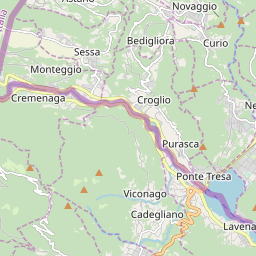 Astano
Novaggio
Bedigliora
Curio
Sessa
Monteggio
Cremenaga
Croglio
Purasca
Ponte Tresa
Viconago
Cadegliano
Lavena